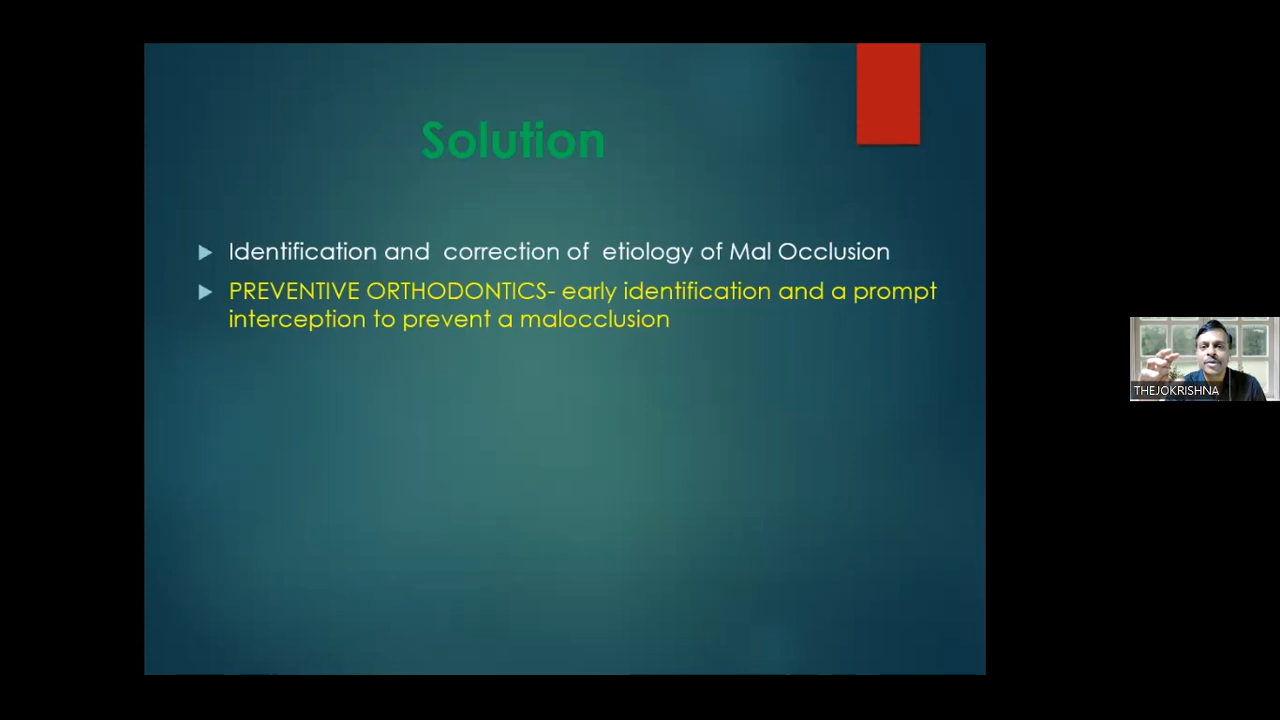 Solution
Identification and correction of etiology of Mal Occlusion
PREVENTIVE ORTHODONTICS- early identification and a prompt
interception to prevent a malocclusion
THEJOKRISHNA